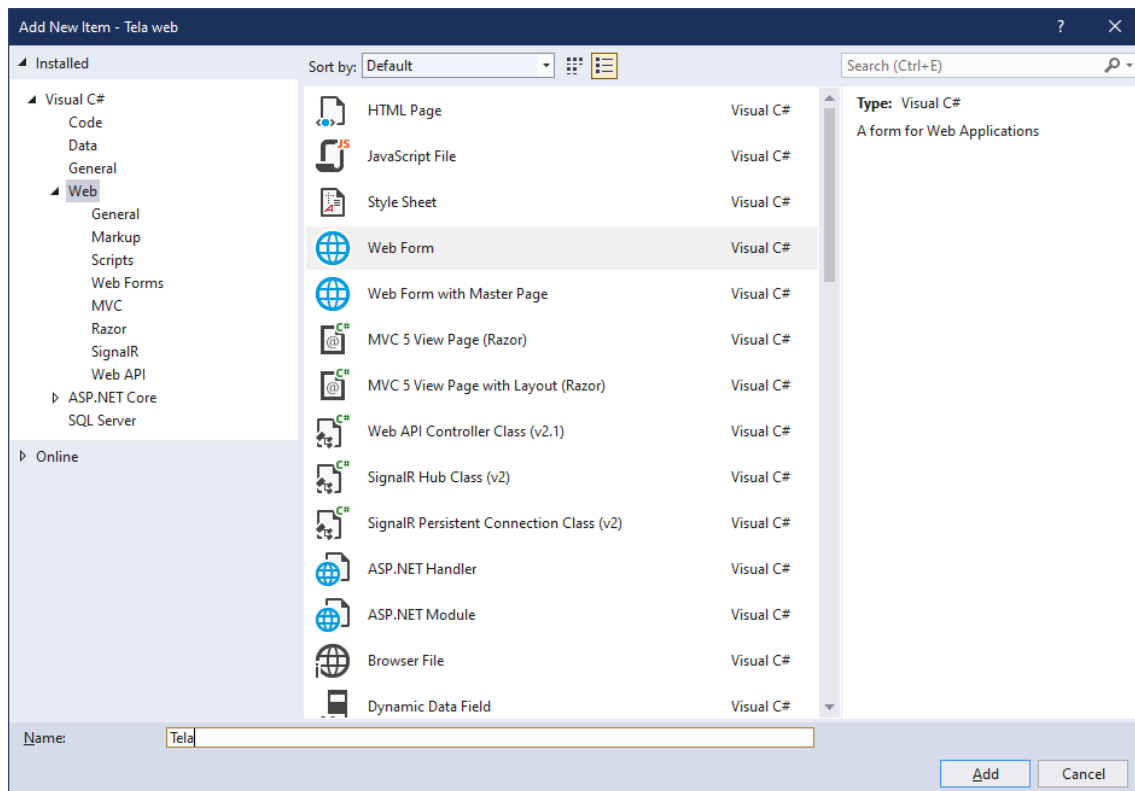 Add New Item - Tela web
?
Installed
Sort by: Default
Search (Ctrl+E)
Visual C#
Code
Data
General
Web
General
Markup
Scripts
Web Forms
MVC
Razor
SignalR
Web API
ASP.NET Core
SQL Server
Online
HTML Page Visual C#
JS
JavaScript File Visual C#
A
Style Sheet Visual C#
Web Form Visual C#
Web Form with Master Page Visual C#
C#
@
MVC 5 View Page (Razor) Visual C#
C#
@
MVC 5 View Page with Layout (Razor) Visual C#
C#
Web API Controller Class (v2.1) Visual C#
C#
SignalR Hub Class (v2) Visual C#
C#
SignalR Persistent Connection Class (v2) Visual C#
ASP.NET Handler Visual C#
ASP.NET Module Visual C#
i
Browser File Visual C#
Dynamic Data Field Visual C#
Type: Visual C#
A form for Web Applications
Name: Tela
Add Cancel